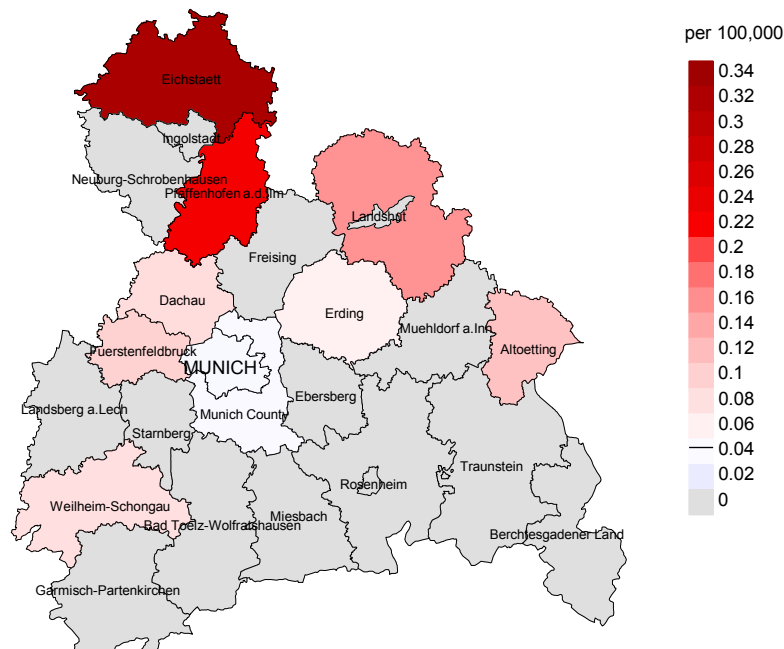 per 100,000
0.34
0.32
0.3
0.28
0.26
0.24
0.22
0.2
0.18
0.16
0.14
0.12
0.1
0.08
0.06
0.04
0.02
0
Eichstaett
Ingolstadt
Neuburg-Schrobenhausen
Pfaffenhofen a.d.Ilm
Landshut
Freising
Dachau
Erding
Muehldorf a.Inn
Altoetting
Fuerstenfeldbruck
MUNICH
Ebersberg
Landsberg a.Lech
Munich County
Starnberg
Traunstein
Rosenheim
Weilheim-Schongau
Miesbach
Bad Toelz-Wolfratshausen
Berchtesgadener Land
Garmisch-Partenkirchen